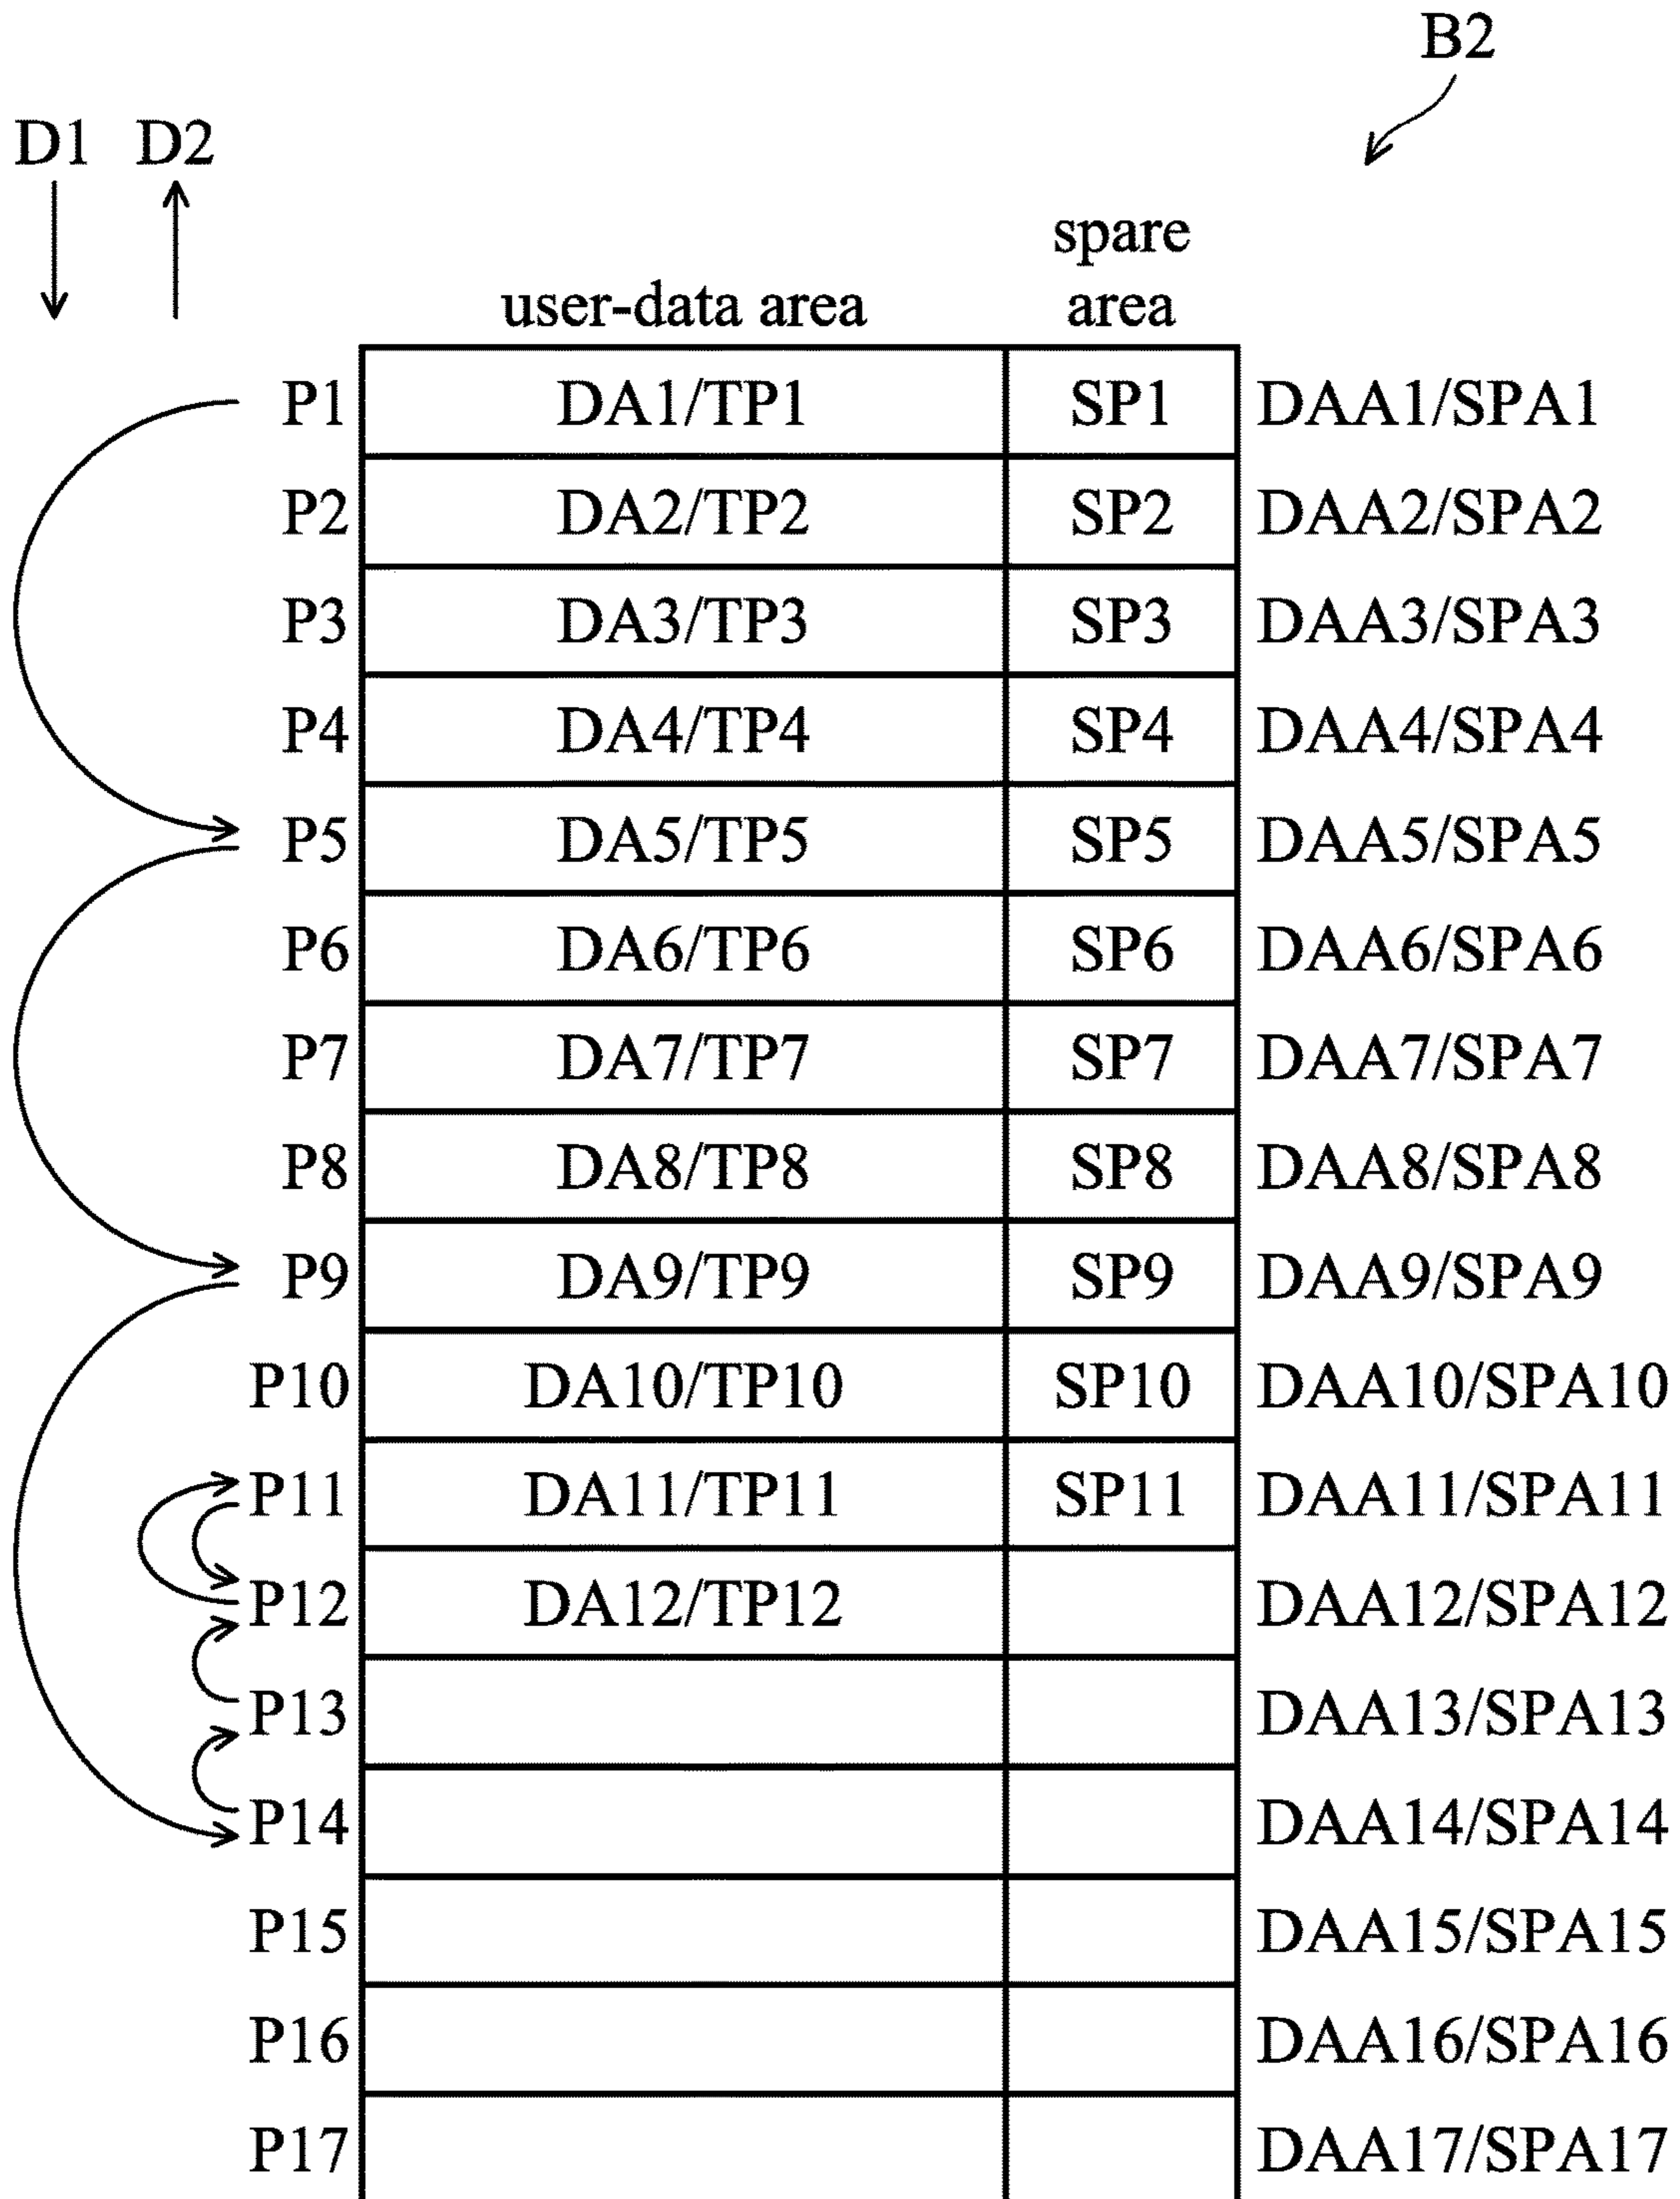 B2
D1 D2
spare
user-data area area
P1 DA1/TP1 SP1 DAA1/SPA1
P2 DA2/TP2 SP2 DAA2/SPA2
P3 DA3/TP3 SP3 DAA3/SPA3
P4 DA4/TP4 SP4 DAA4/SPA4
P5 DA5/TP5 SP5 DAA5/SPA5
P6 DA6/TP6 SP6 DAA6/SPA6
P7 DA7/TP7 SP7 DAA7/SPA7
P8 DA8/TP8 SP8 DAA8/SPA8
P9 DA9/TP9 SP9 DAA9/SPA9
P10 DA10/TP10 SP10 DAA10/SPA10
P11 DA11/TP11 SP11 DAA11/SPA11
P12 DA12/TP12 DAA12/SPA12
P13 DAA13/SPA13
P14 DAA14/SPA14
P15 DAA15/SPA15
P16 DAA16/SPA16
P17 DAA17/SPA17